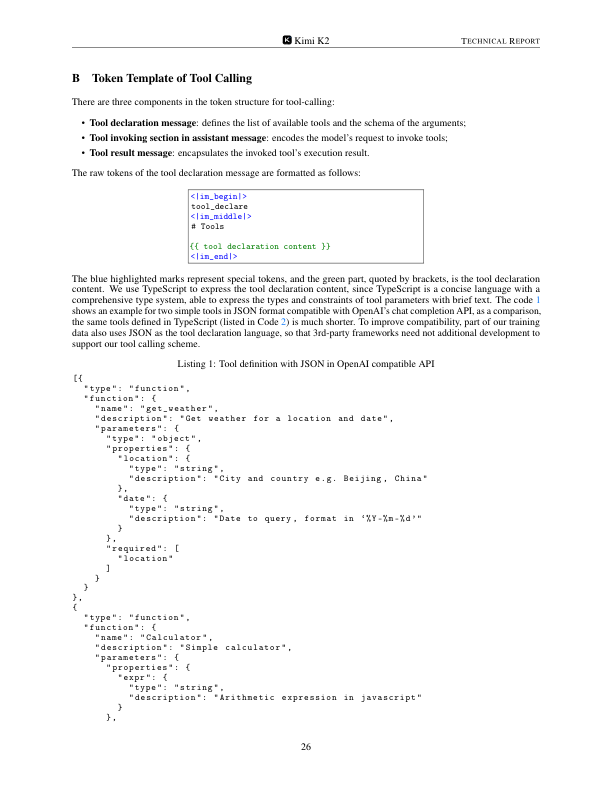 K Kimi K2
TECHNICAL REPORT
B Token Template of Tool Calling
There are three components in the token structure for tool-calling:
• Tool declaration message: defines the list of available tools and the schema of the arguments;
• Tool invoking section in assistant message: encodes the model's request to invoke tools;
• Tool result message: encapsulates the invoked tool's execution result.
The raw tokens of the tool declaration message are formatted as follows:
<|im_begin|>
tool_declare
<|im_middle|>
# Tools
{{ tool declaration content }}
<|im_end|>
The blue highlighted marks represent special tokens, and the green part, quoted by brackets, is the tool declaration
content. We use TypeScript to express the tool declaration content, since TypeScript is a concise language with a
comprehensive type system, able to express the types and constraints of tool parameters with brief text. The code 1
shows an example for two simple tools in JSON format compatible with OpenAI's chat completion API, as a comparison,
the same tools defined in TypeScript (listed in Code 2) is much shorter. To improve compatibility, part of our training
data also uses JSON as the tool declaration language, so that 3rd-party frameworks need not additional development to
support our tool calling scheme.
Listing 1: Tool definition with JSON in OpenAI compatible API
[{
  "type": "function",
  "function": {
    "name": "get_weather",
    "description": "Get weather for a location and date",
    "parameters": {
      "type": "object",
      "properties": {
        "location": {
          "type": "string",
          "description": "City and country e.g. Beijing, China"
        },
        "date": {
          "type": "string",
          "description": "Date to query, format in '%Y-%m-%d'"
        }
      },
      "required": [
        "location"
      ]
    }
  }
},
{
  "type": "function",
  "function": {
    "name": "Calculator",
    "description": "Simple calculator",
    "parameters": {
      "properties": {
        "expr": {
          "type": "string",
          "description": "Arithmetic expression in javascript"
        }
      },
26